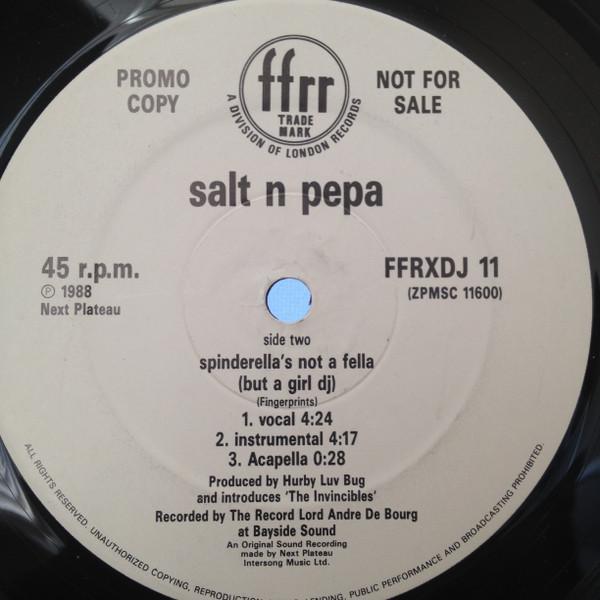 PROMO COPY
ffrr
TRADE MARK
A DIVISION OF LONDON RECORDS
NOT FOR SALE
salt n pepa
45 r.p.m.
℗ 1988
Next Plateau
FFRXDJ 11
(ZPMSC 11600)
side two
spinderella's not a fella
(but a girl dj)
(Fingerprints)
1. vocal 4:24
2. instrumental 4:17
3. Acapella 0:28
Produced by Hurby Luv Bug
and introduces 'The Invincibles'
Recorded by The Record Lord Andre De Bourg
at Bayside Sound
An Original Sound Recording
made by Next Plateau
Intersong Music Ltd.
ALL RIGHTS RESERVED. UNAUTHORIZED COPYING, REPRODUCTION, LENDING, PUBLIC PERFORMANCE AND BROADCASTING PROHIBITED.